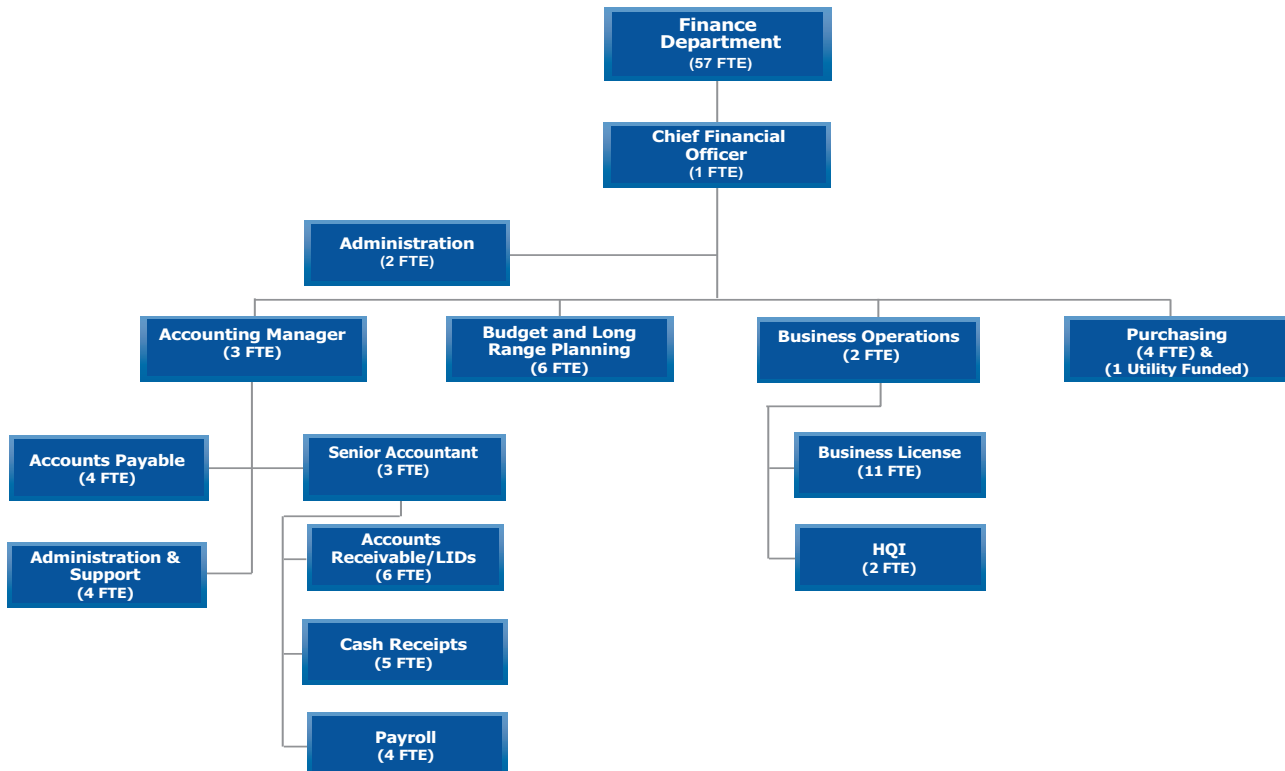 Finance
Department
(57 FTE)
Chief Financial
Officer
(1 FTE)
Administration
(2 FTE)
Accounting Manager
(3 FTE)
Budget and Long
Range Planning
(6 FTE)
Business Operations
(2 FTE)
Purchasing
(4 FTE) &
(1 Utility Funded)
Accounts Payable
(4 FTE)
Senior Accountant
(3 FTE)
Business License
(11 FTE)
Administration &
Support
(4 FTE)
Accounts
Receivable/LIDs
(6 FTE)
HQI
(2 FTE)
Cash Receipts
(5 FTE)
Payroll
(4 FTE)